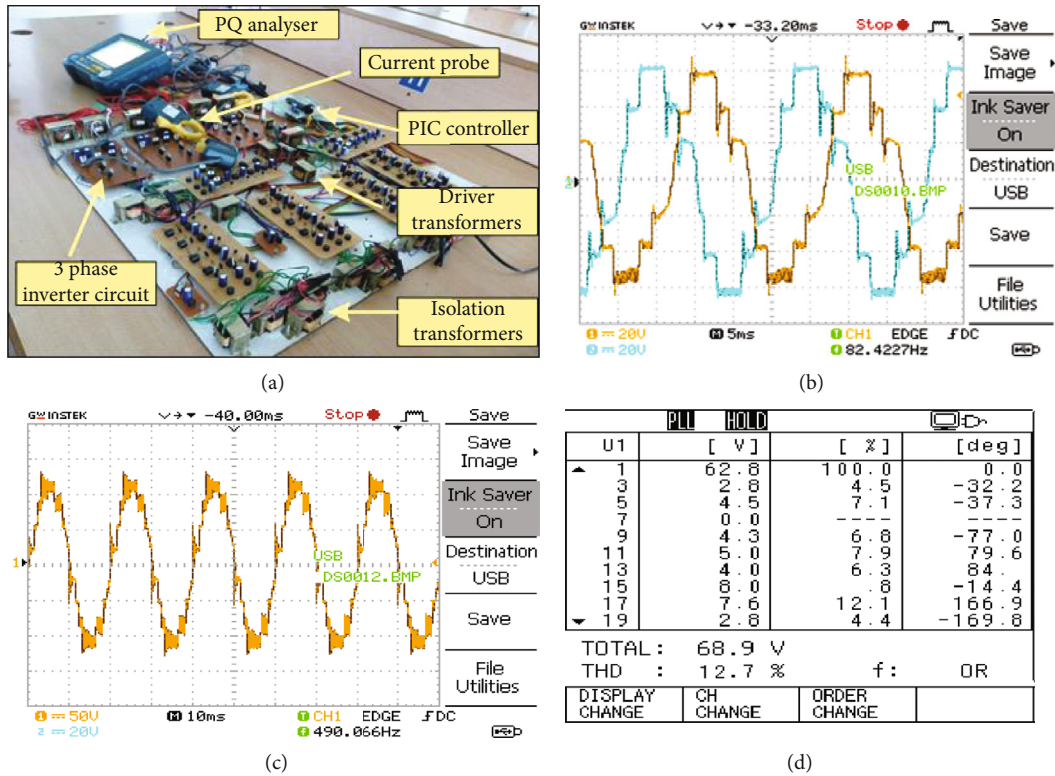 PQ analyser
Current probe
PIC controller
Driver
transformers
3 phase
inverter circuit
Isolation
transformers
(a)
GWINSTEK -33.20ms Stop Save
Save
Image
Ink Saver
On
Destination
USB
USB
DS0010.BMP
1
Save
File
Utilities
1 20V M 5ms T CH1 EDGE DC
2 20V f 82.4227Hz
(b)
GWINSTEK -40.00ms Stop Save
Save
Image
Ink Saver
On
Destination
USB
USB
DS0012.BMP
1
Save
File
Utilities
1 50V M 10ms T CH1 EDGE DC
2 20V f 490.066Hz
(c)
PLL HOLD
U1 [ V] [ %] [deg]
1 62.8 100.0 0.0
3 2.8 4.5 -32.2
5 4.5 7.1 -37.3
7 0.0 ---- ----
9 4.3 6.8 -77.0
11 5.0 7.9 79.6
13 4.0 6.3 84.
15 8.0 .8 -14.4
17 7.6 12.1 166.9
19 2.8 4.4 -169.8
TOTAL: 68.9 V
THD : 12.7 % f: OR
DISPLAY CH ORDER
CHANGE CHANGE CHANGE
(d)